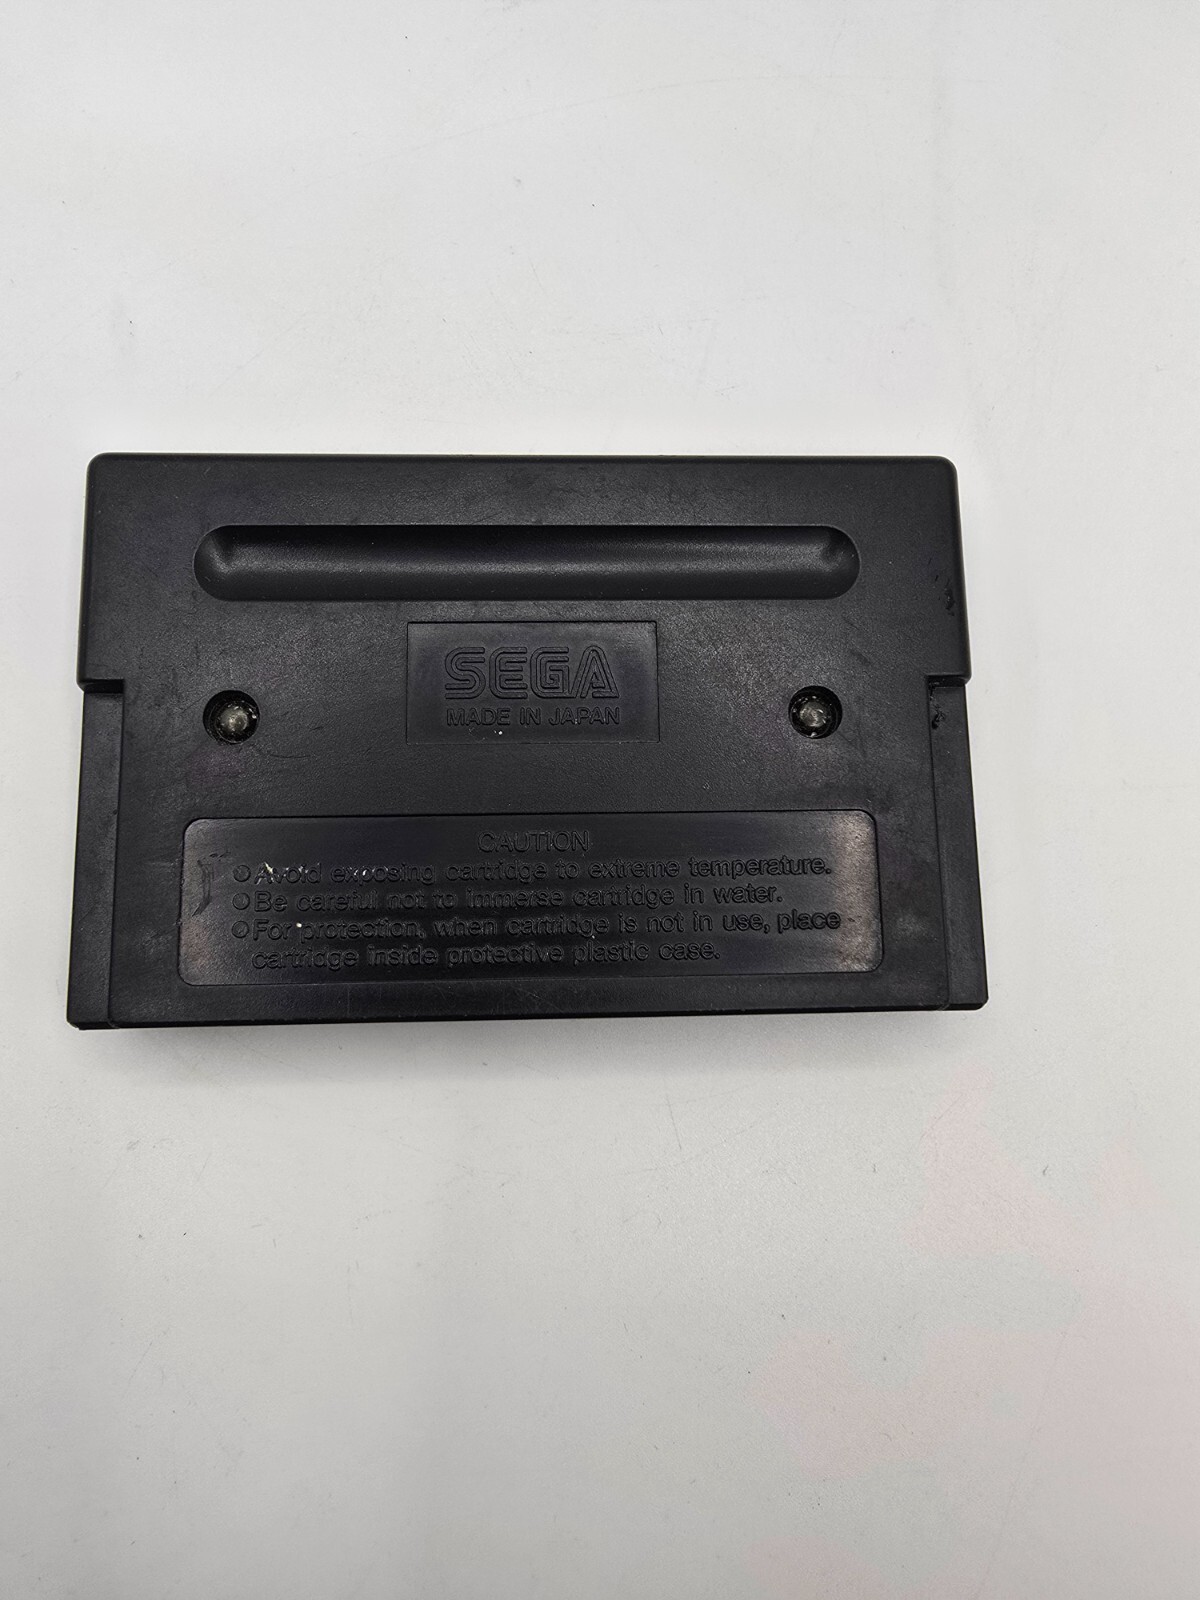 SEGA
MADE IN JAPAN
CAUTION
Avoid exposing cartridge to extreme temperature.
Be careful not to immerse cartridge in water.
For protection, when cartridge is not in use, place
cartridge inside protective plastic case.